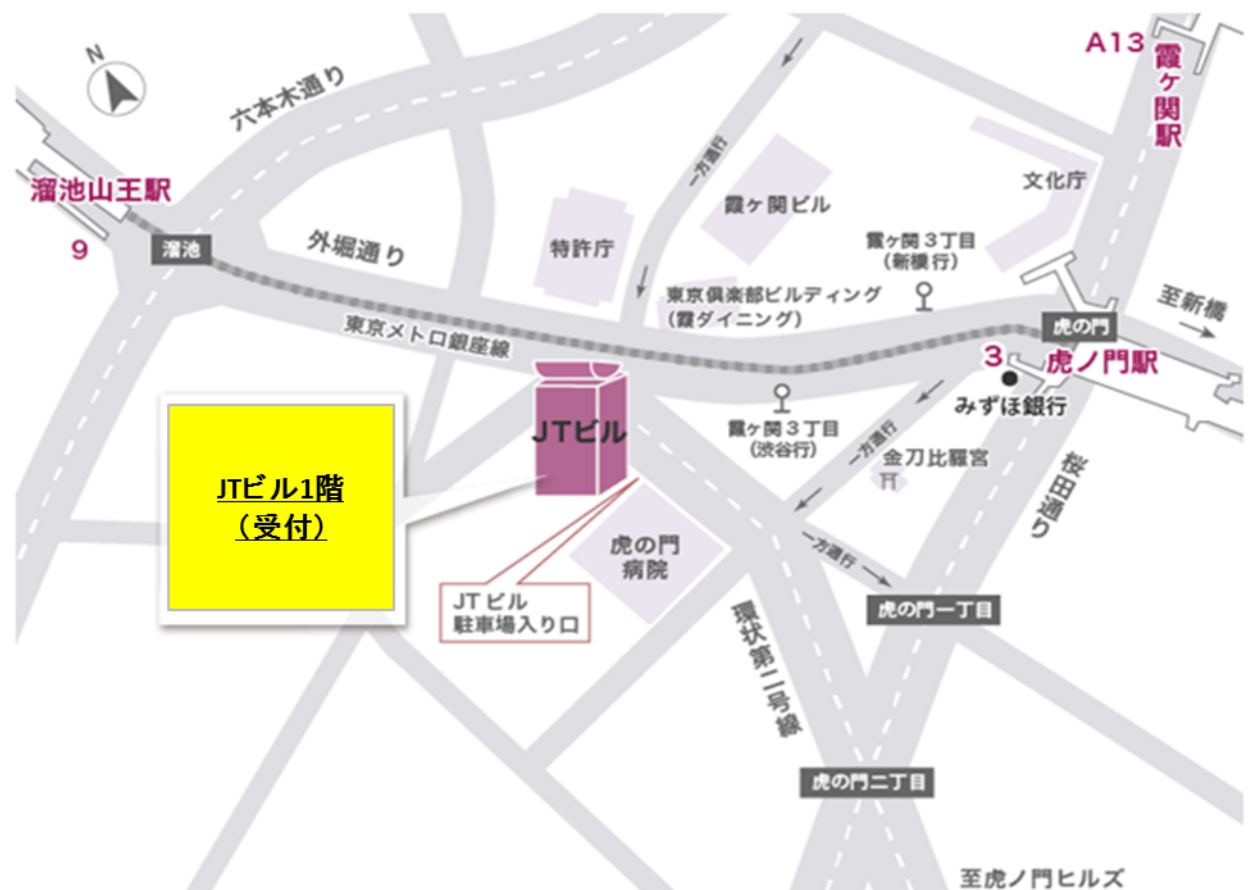 N
A13
霞ヶ関駅
六本木通り
溜池山王駅
9
溜池
外堀通り
東京メトロ銀座線
特許庁
一方通行
霞ヶ関ビル
文化庁
霞ヶ関3丁目
(新橋行)
東京倶楽部ビルディング
(霞ダイニング)
至新橋
虎の門
3
虎ノ門駅
みずほ銀行
JTビル
霞ヶ関3丁目
(渋谷行)
一方通行
金刀比羅宮
桜田通り
JTビル1階
(受付)
虎の門
病院
一方通行
JTビル
駐車場入り口
虎の門一丁目
環状第二号線
虎の門二丁目
至虎ノ門ヒルズ